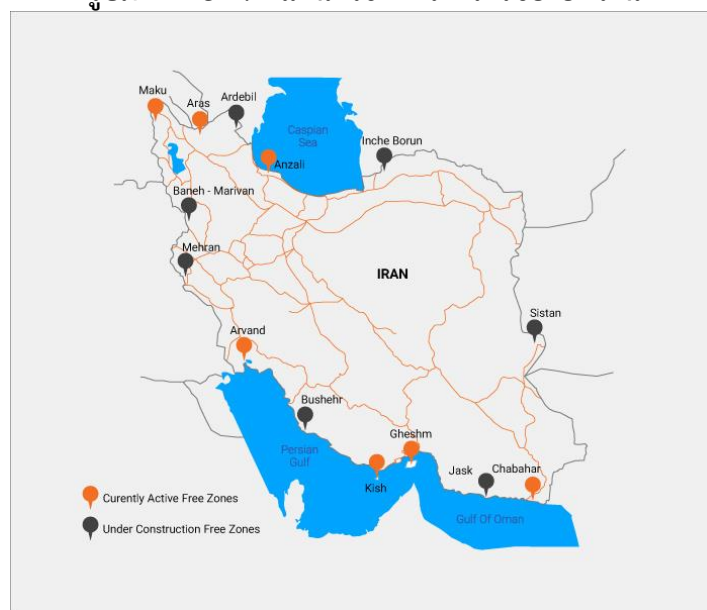 Maku
Aras
Ardebil
Caspian
Sea
Anzali
Inche Borun
Baneh - Marivan
Mehran
IRAN
Sistan
Arvand
Bushehr
Persian
Gulf
Gheshm
Kish
Jask
Chabahar
Gulf Of Oman
Curently Active Free Zones
Under Construction Free Zones